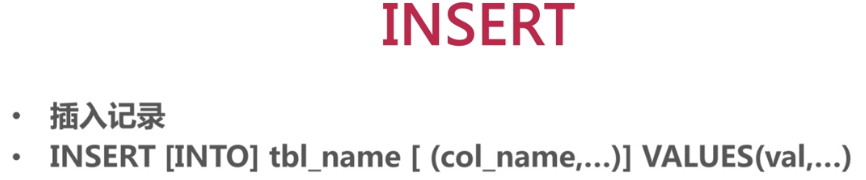 INSERT
• 插入记录
• INSERT [INTO] tbl_name [ (col_name,...)] VALUES(val,...)